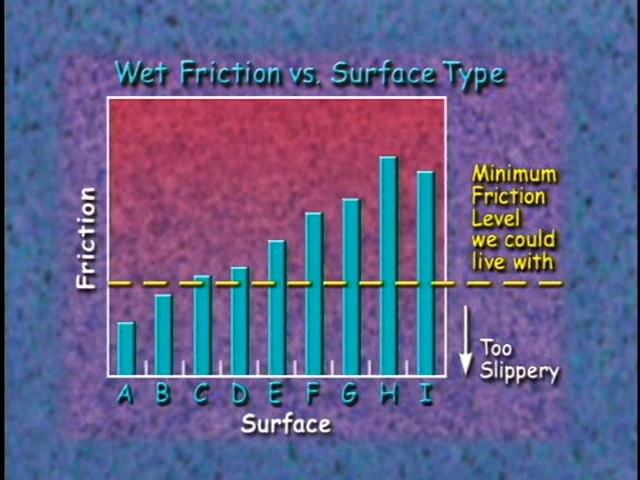 Wet Friction vs. Surface Type
Friction
Minimum
Friction
Level
we could
live with
Too
Slippery
A B C D E F G H I
Surface